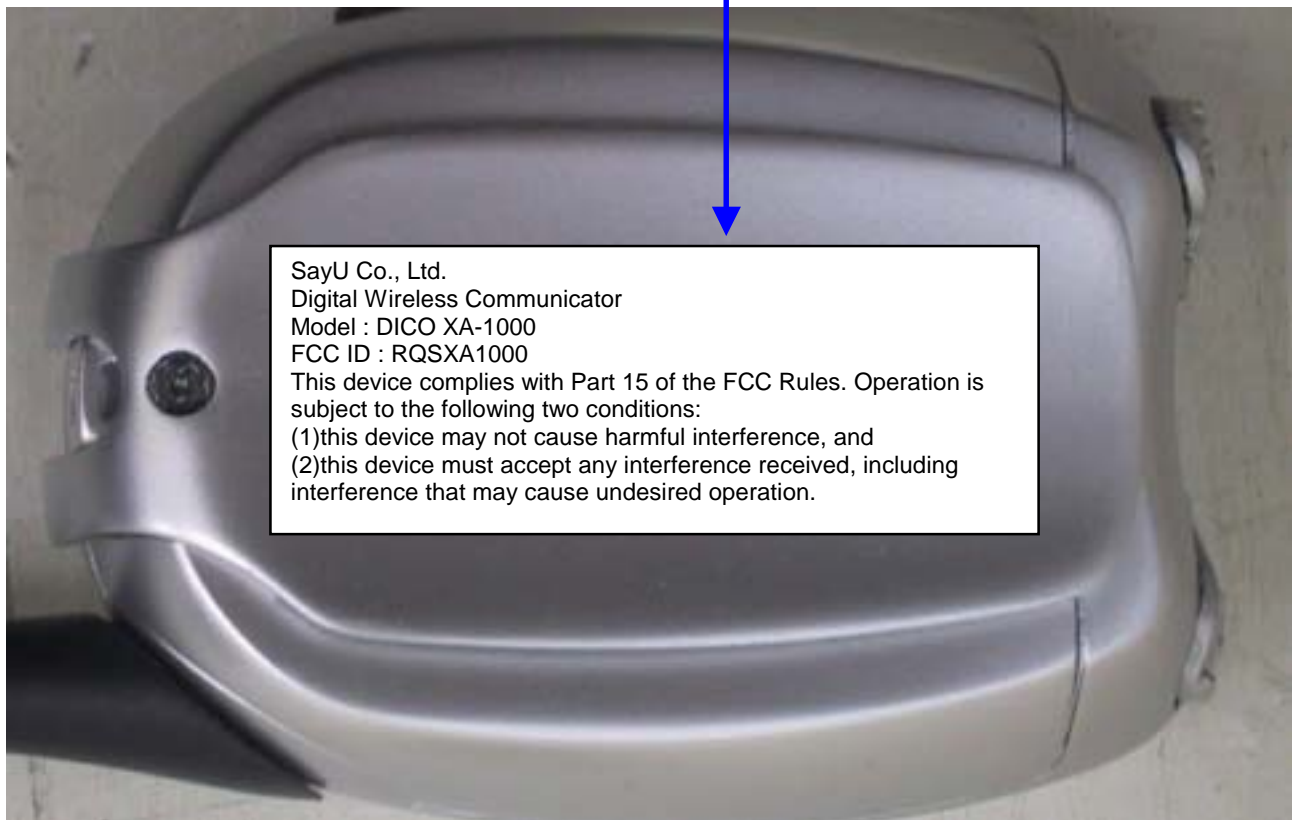 SayU Co., Ltd.
Digital Wireless Communicator
Model : DICO XA-1000
FCC ID : RQSXA1000
This device complies with Part 15 of the FCC Rules. Operation is
subject to the following two conditions:
(1)this device may not cause harmful interference, and
(2)this device must accept any interference received, including
interference that may cause undesired operation.